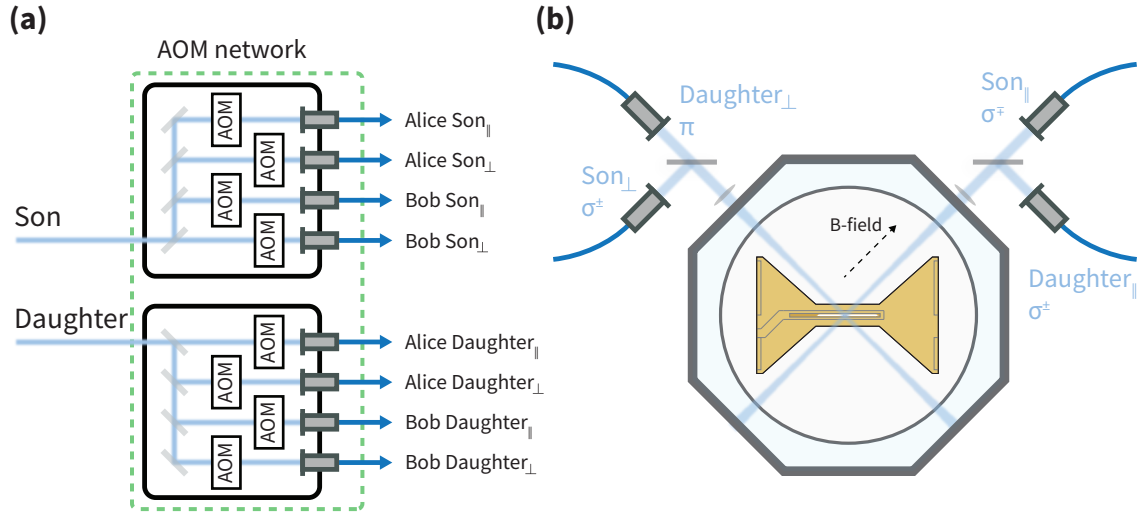 (a)
AOM network
AOM
Alice Son∥
AOM
Alice Son⊥
AOM
Bob Son∥
Son
AOM
Bob Son⊥
Daughter
AOM
Alice Daughter∥
AOM
Alice Daughter⊥
AOM
Bob Daughter∥
AOM
Bob Daughter⊥
(b)
Daughter⊥
π
Son∥
σ∓
Son⊥
σ±
B-field
Daughter∥
σ±